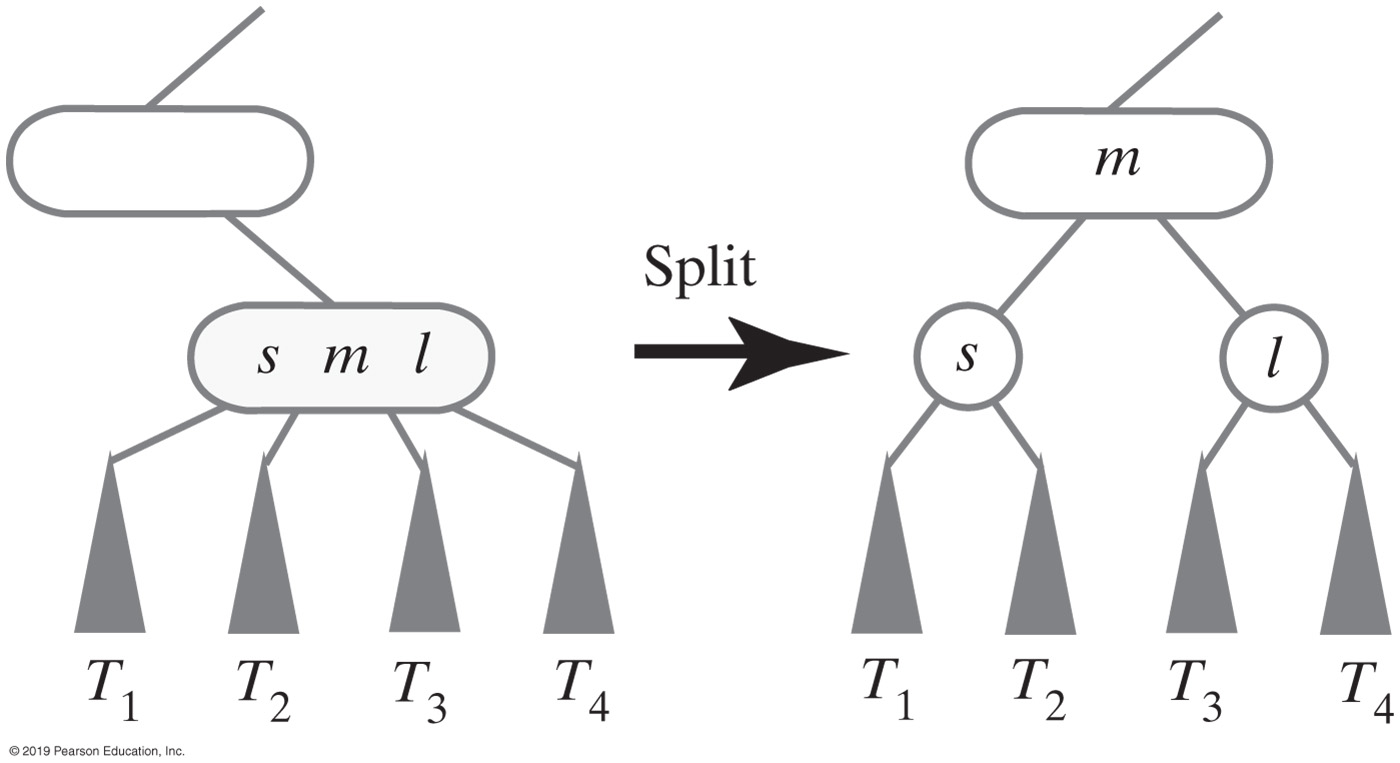 m
Split
s m l
s
l
T1
T2
T3
T4
T1
T2
T3
T4
© 2019 Pearson Education, Inc.